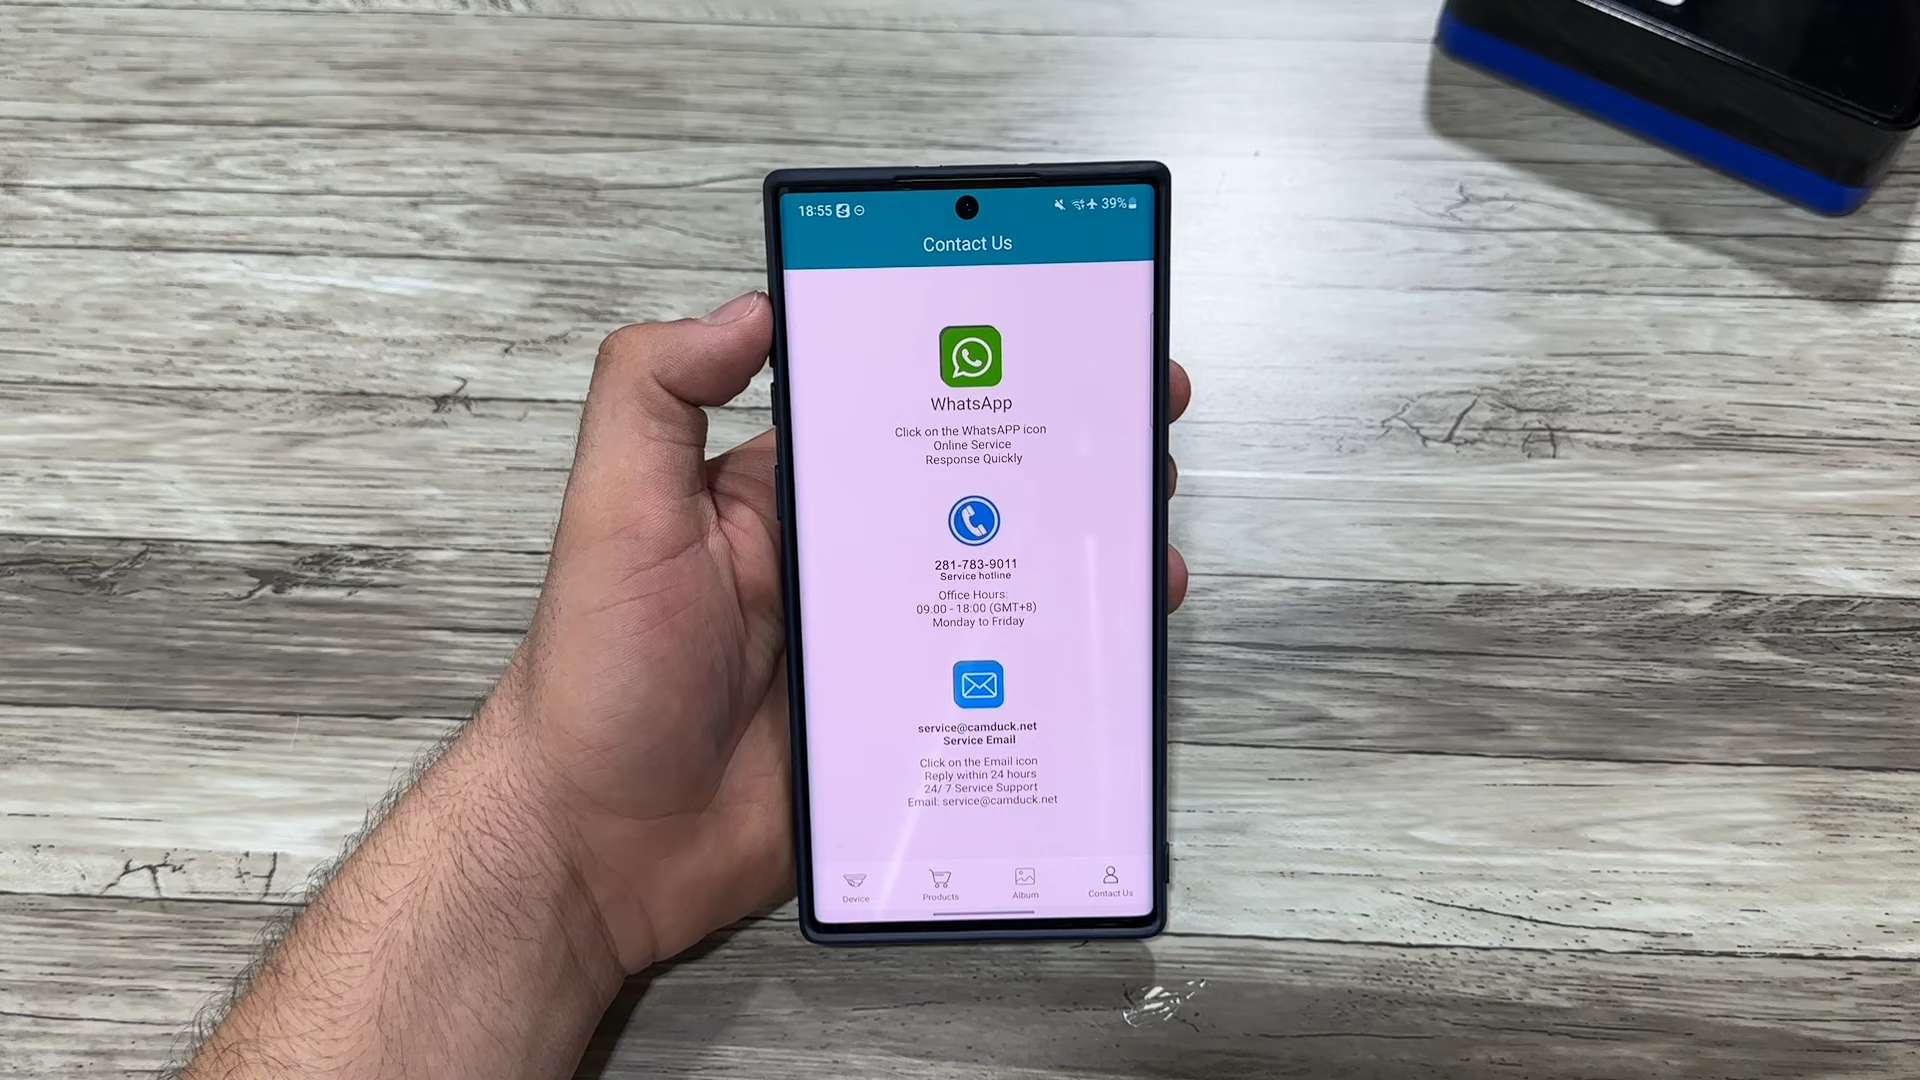 18:55
39%
Contact Us
WhatsApp
Click on the WhatsAPP icon
Online Service
Response Quickly
281-783-9011
Service hotline
Office Hours:
09:00 - 18:00 (GMT+8)
Monday to Friday
service@camduck.net
Service Email
Click on the Email icon
Reply within 24 hours
24/ 7 Service Support
Email: service@camduck.net
Device
Products
Album
Contact Us